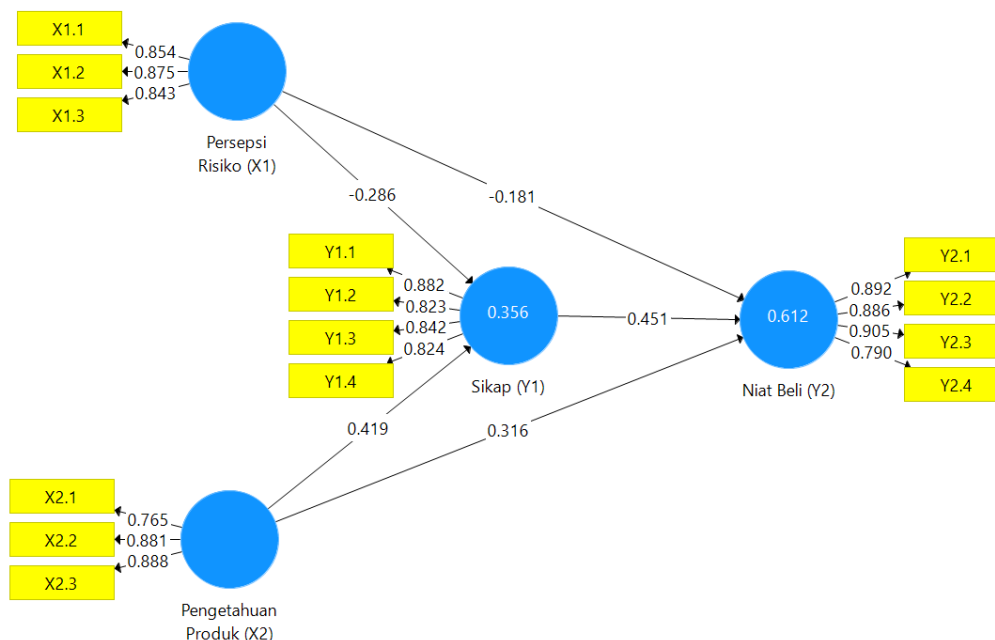 X1.1
0.854
X1.2
0.875
X1.3
0.843
Persepsi
Risiko (X1)
-0.286
-0.181
Y1.1
0.882
Y1.2
0.823
Y1.3
0.842
Y1.4
0.824
0.356
Sikap (Y1)
0.451
0.612
Niat Beli (Y2)
Y2.1
0.892
Y2.2
0.886
Y2.3
0.905
Y2.4
0.790
0.419
0.316
X2.1
0.765
X2.2
0.881
X2.3
0.888
Pengetahuan
Produk (X2)